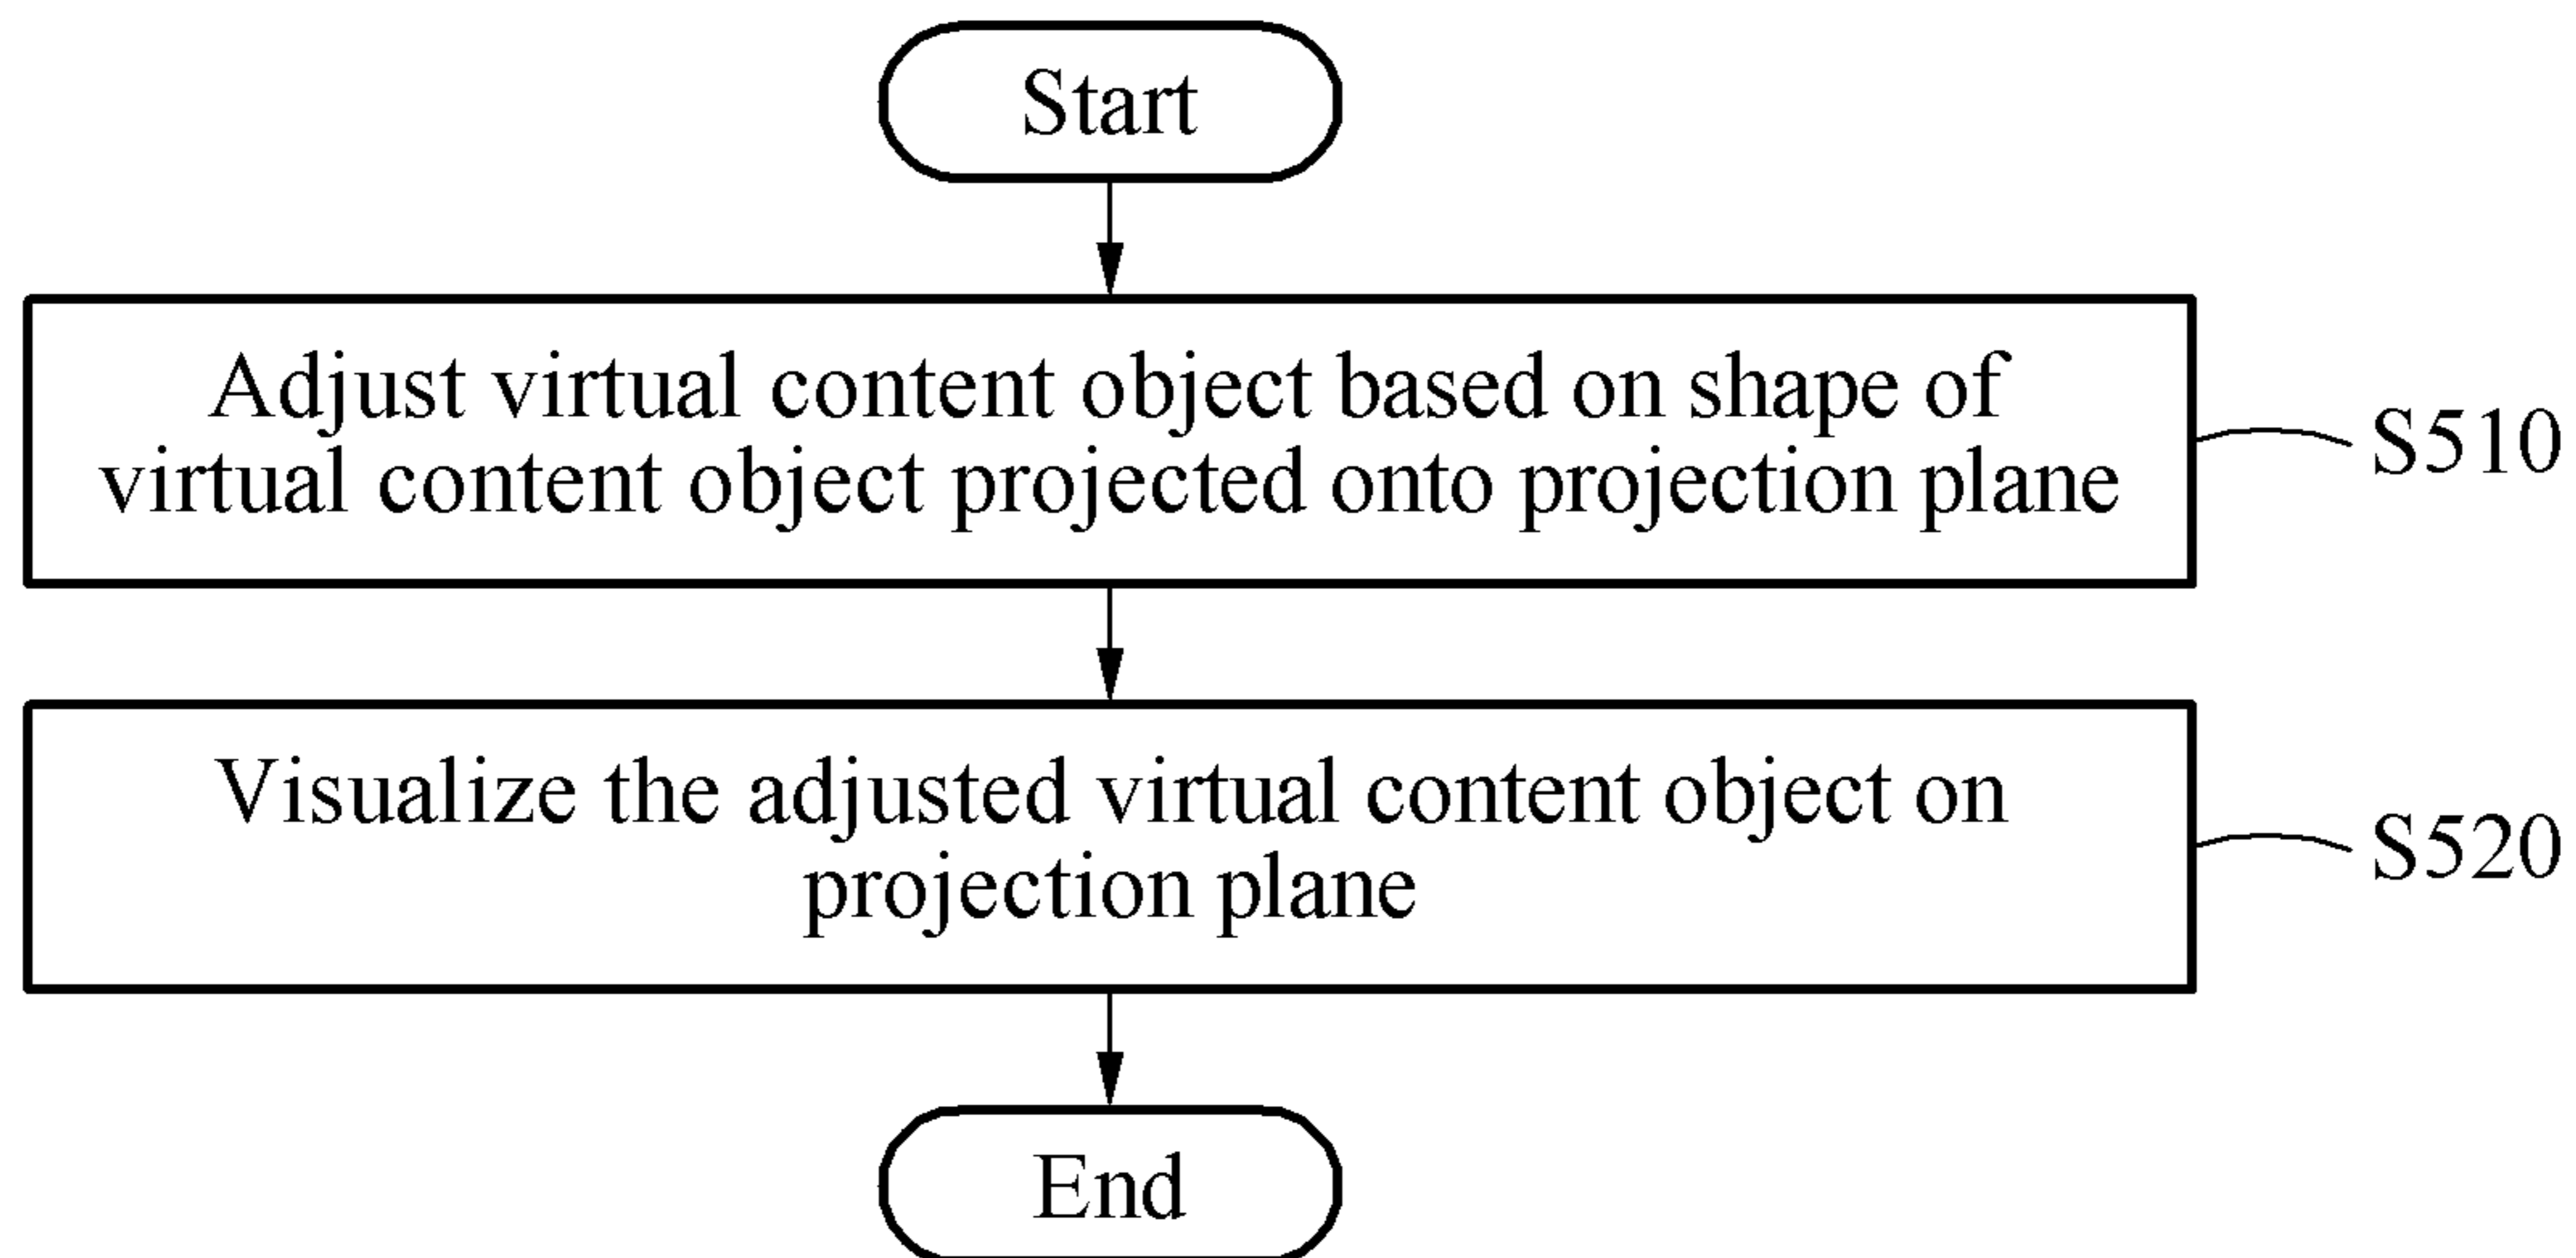 Start
Adjust virtual content object based on shape of
virtual content object projected onto projection plane
S510
Visualize the adjusted virtual content object on
projection plane
S520
End